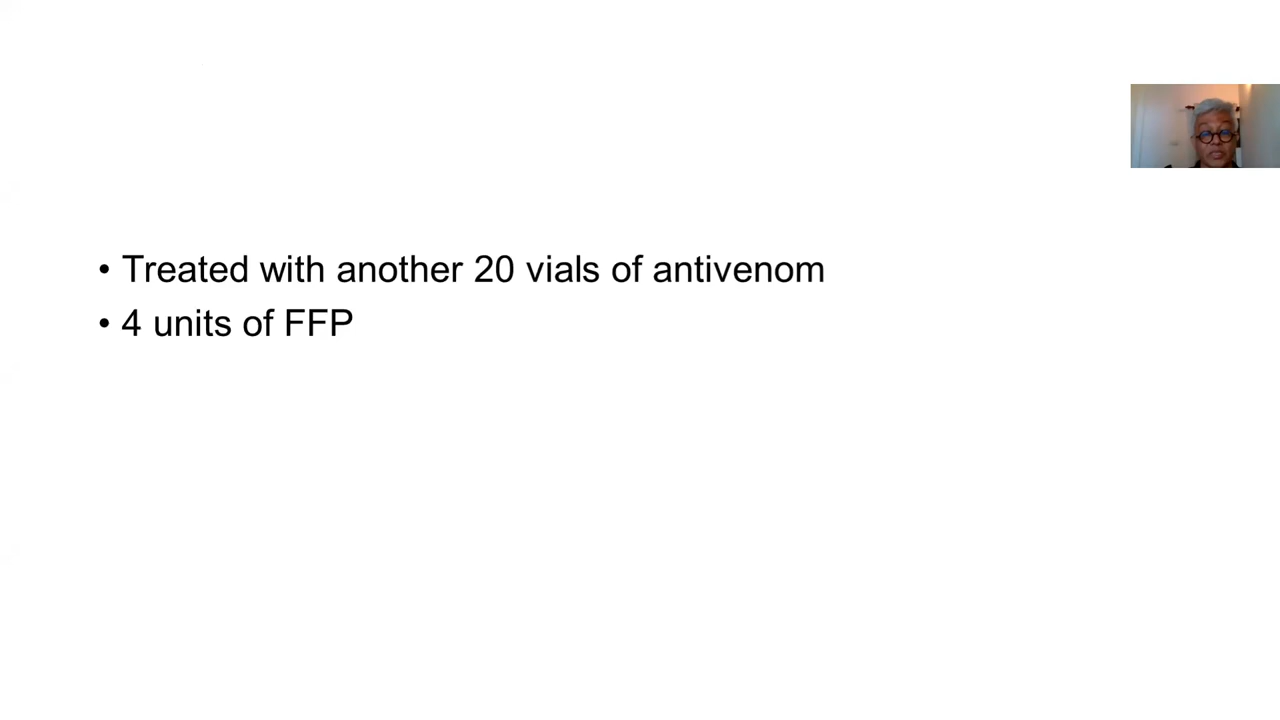 • Treated with another 20 vials of antivenom
• 4 units of FFP